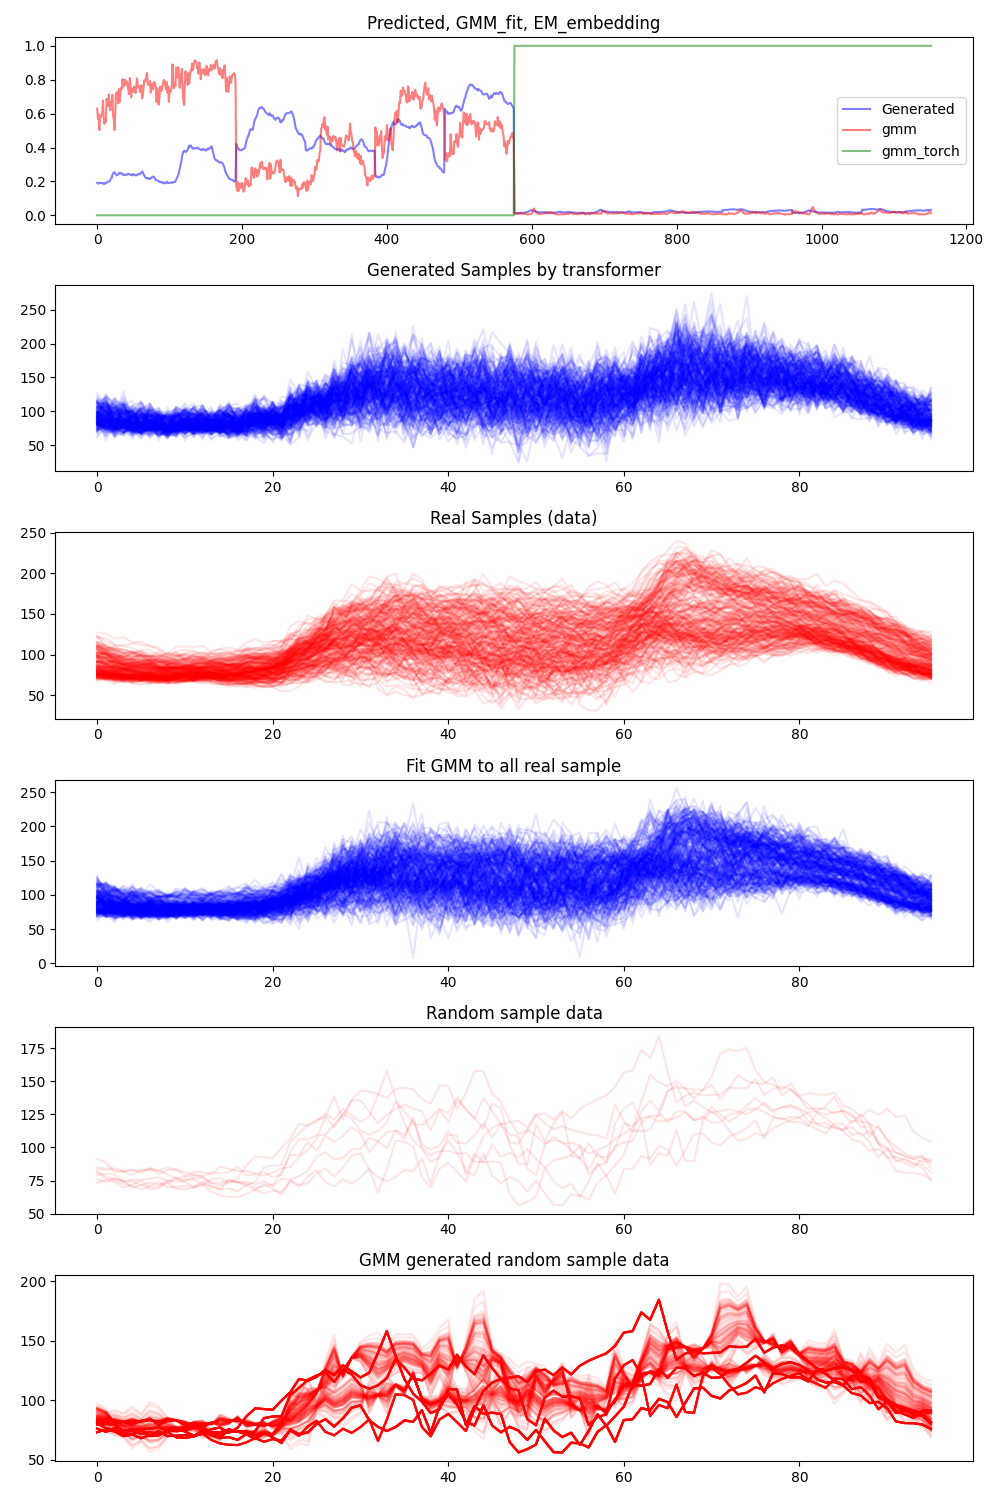 Predicted, GMM_fit, EM_embedding
1.0
0.8
0.6
0.4
0.2
0.0
Generated
gmm
gmm_torch
0 200 400 600 800 1000 1200
Generated Samples by transformer
250
200
150
100
50
0 20 40 60 80
Real Samples (data)
250
200
150
100
50
0 20 40 60 80
Fit GMM to all real sample
250
200
150
100
50
0
0 20 40 60 80
Random sample data
175
150
125
100
75
50
0 20 40 60 80
GMM generated random sample data
200
150
100
50
0 20 40 60 80